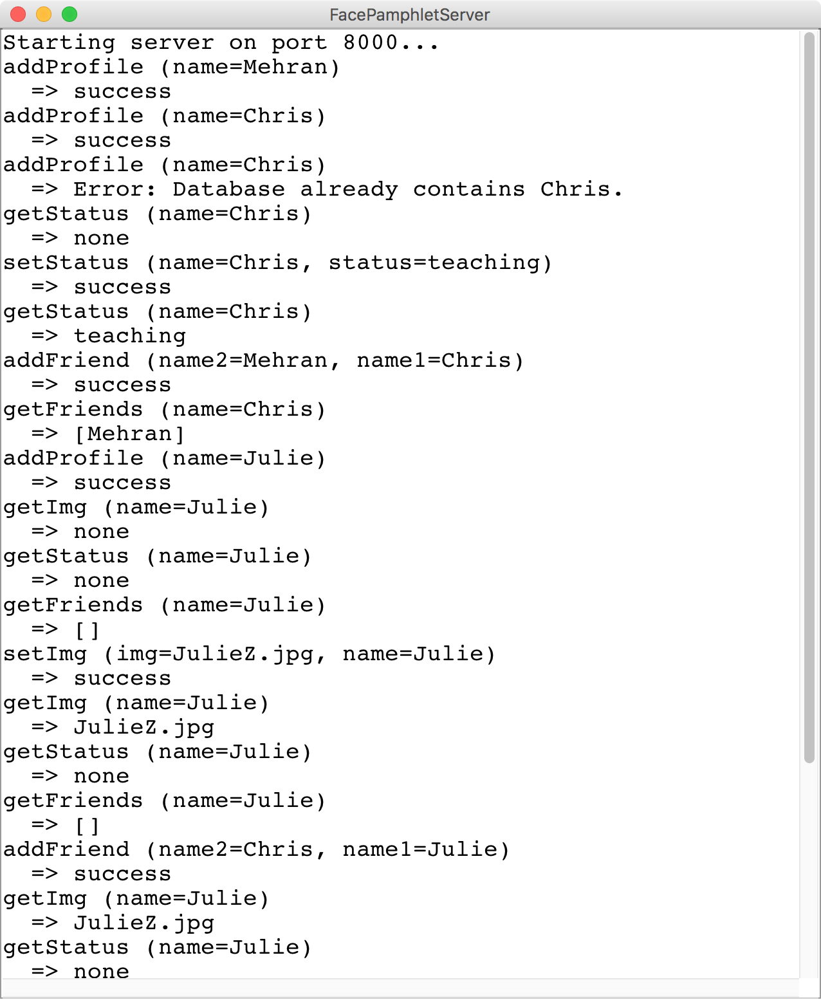 FacePamphletServer
Starting server on port 8000...
addProfile (name=Mehran)
  => success
addProfile (name=Chris)
  => success
addProfile (name=Chris)
  => Error: Database already contains Chris.
getStatus (name=Chris)
  => none
setStatus (name=Chris, status=teaching)
  => success
getStatus (name=Chris)
  => teaching
addFriend (name2=Mehran, name1=Chris)
  => success
getFriends (name=Chris)
  => [Mehran]
addProfile (name=Julie)
  => success
getImg (name=Julie)
  => none
getStatus (name=Julie)
  => none
getFriends (name=Julie)
  => []
setImg (img=JulieZ.jpg, name=Julie)
  => success
getImg (name=Julie)
  => JulieZ.jpg
getStatus (name=Julie)
  => none
getFriends (name=Julie)
  => []
addFriend (name2=Chris, name1=Julie)
  => success
getImg (name=Julie)
  => JulieZ.jpg
getStatus (name=Julie)
  => none